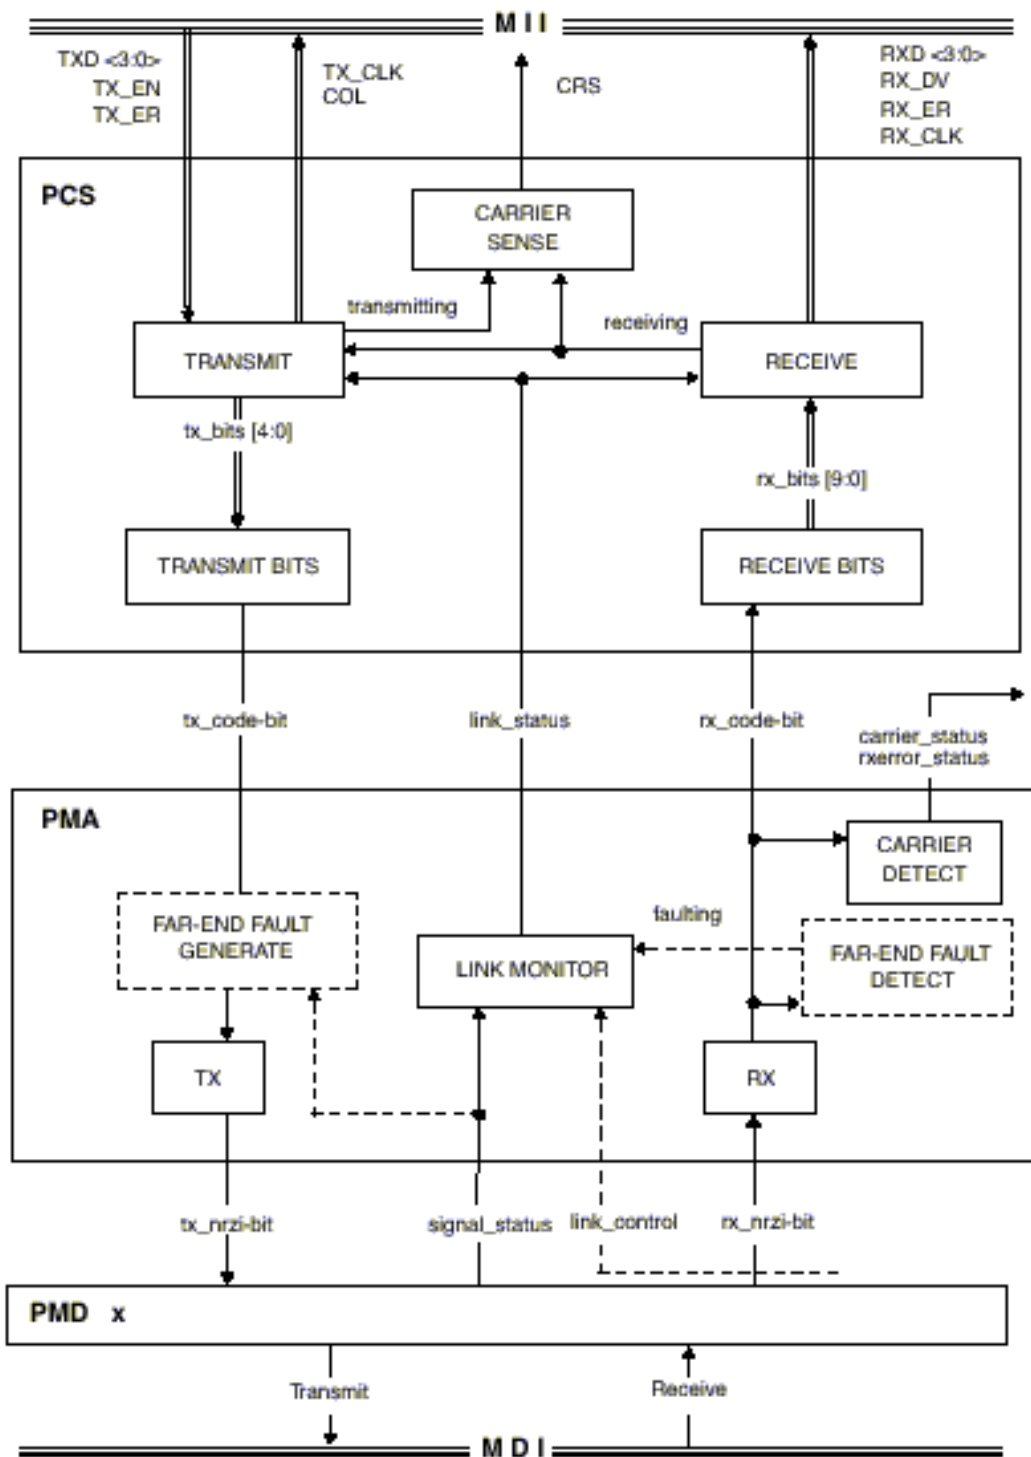 M I I
TXD <3:0>
TX_EN
TX_ER
TX_CLK
COL
CRS
RXD <3:0>
RX_DV
RX_ER
RX_CLK
PCS
CARRIER
SENSE
transmitting
receiving
TRANSMIT
RECEIVE
tx_bits [4:0]
rx_bits [9:0]
TRANSMIT BITS
RECEIVE BITS
tx_code-bit
link_status
rx_code-bit
carrier_status
rxerror_status
PMA
CARRIER
DETECT
FAR-END FAULT
GENERATE
faulting
LINK MONITOR
FAR-END FAULT
DETECT
TX
RX
tx_nrzi-bit
signal_status
link_control
rx_nrzi-bit
PMD x
Transmit
Receive
M D I